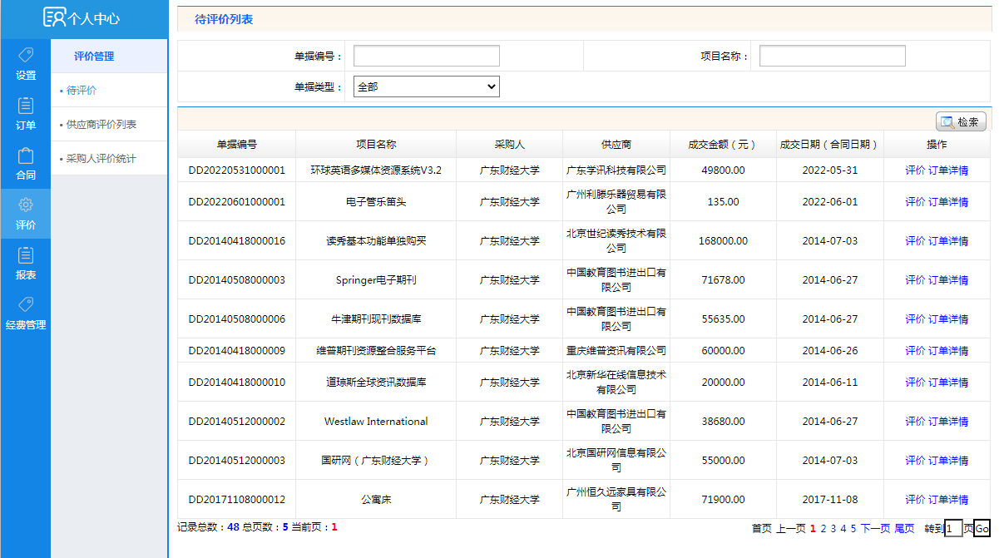 个人中心
设置
订单
合同
评价
报表
经费管理
评价管理
• 待评价
• 供应商评价列表
• 采购人评价统计
待评价列表
单据编号： 项目名称：
单据类型： 全部
检索
单据编号 项目名称 采购人 供应商 成交金额（元） 成交日期（合同日期） 操作
DD20220531000001 环球英语多媒体资源系统V3.2 广东财经大学 广东学讯科技有限公司 49800.00 2022-05-31 评价 订单详情
DD20220601000001 电子管乐笛头 广东财经大学 广州利滕乐器贸易有限公司 135.00 2022-06-01 评价 订单详情
DD20140418000016 读秀基本功能单独购买 广东财经大学 北京世纪读秀技术有限公司 168000.00 2014-07-03 评价 订单详情
DD20140508000003 Springer电子期刊 广东财经大学 中国教育图书进出口有限公司 71678.00 2014-06-27 评价 订单详情
DD20140508000006 牛津期刊现刊数据库 广东财经大学 中国教育图书进出口有限公司 55635.00 2014-06-27 评价 订单详情
DD20140418000009 维普期刊资源整合服务平台 广东财经大学 重庆维普资讯有限公司 60000.00 2014-06-26 评价 订单详情
DD20140418000010 道琼斯全球资讯数据库 广东财经大学 北京新华在线信息技术有限公司 20000.00 2014-06-11 评价 订单详情
DD20140512000002 Westlaw International 广东财经大学 中国教育图书进出口有限公司 38680.00 2014-06-27 评价 订单详情
DD20140512000003 国研网（广东财经大学） 广东财经大学 北京国研网信息有限公司 55000.00 2014-07-03 评价 订单详情
DD20171108000012 公寓床 广东财经大学 广州恒久远家具有限公司 71900.00 2017-11-08 评价 订单详情
记录总数：48 总页数：5 当前页：1 首页 上一页 1 2 3 4 5 下一页 尾页 转到 1 页 Go